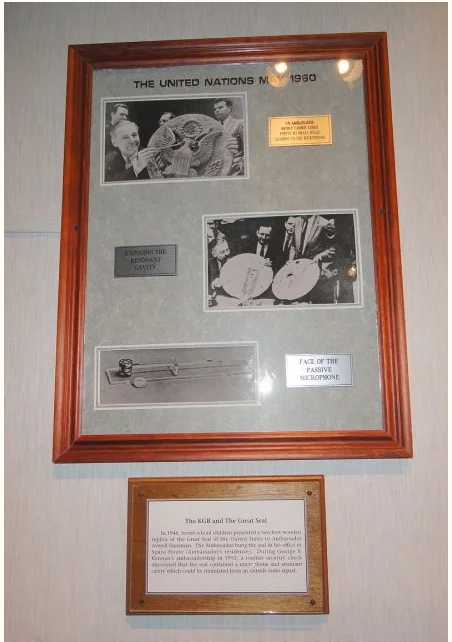 THE UNITED NATIONS MAY 1960
UN AMBASSADOR
HENRY CABOT LODGE
POINTS TO SMALL HOLES
LEADING TO THE MICROPHONE
EXPOSING THE
RESONANT
CAVITY
FACE OF THE
PASSIVE
MICROPHONE
The KGB and The Great Seal
In 1946, Soviet school children presented a two foot wooden
replica of the Great Seal of the United States to Ambassador
Averell Harriman. The Ambassador hung the seal in his office in
Spaso House (Ambassador's residence). During George F.
Kennan's ambassadorship in 1952, a routine security check
discovered that the seal contained a microphone and resonant
cavity which could be stimulated from an outside radio signal.